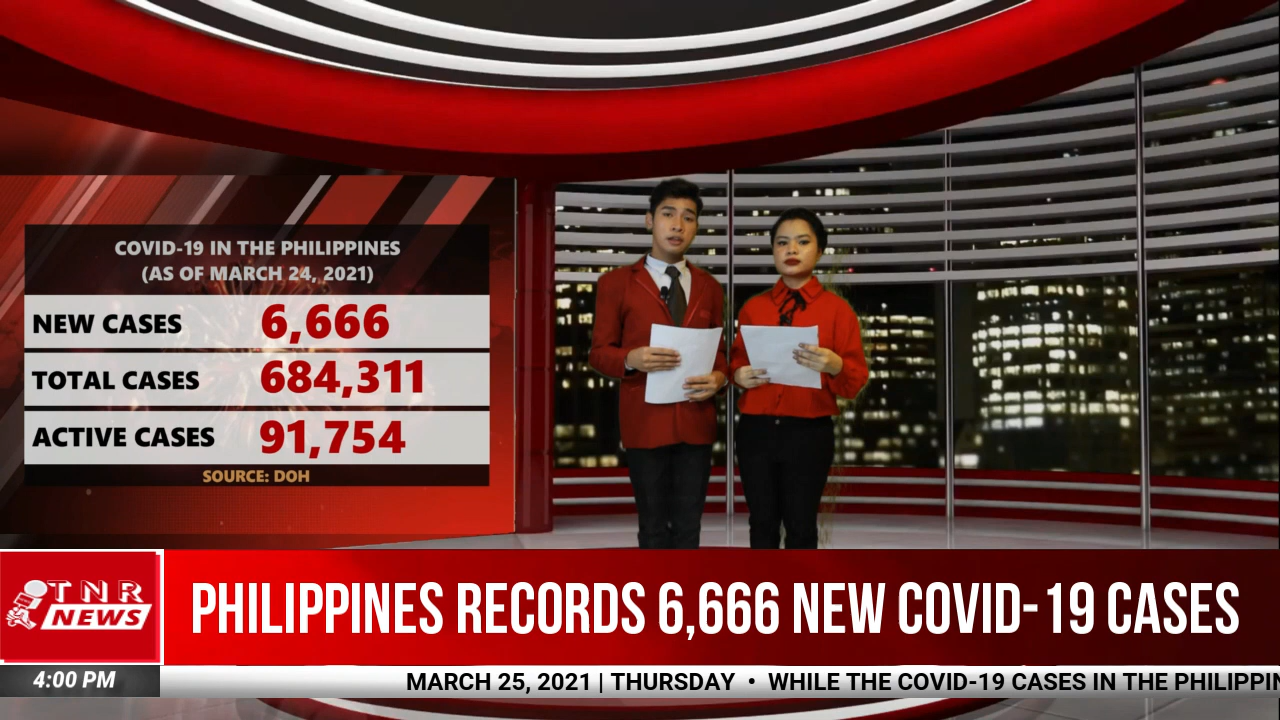 COVID-19 IN THE PHILIPPINES
(AS OF MARCH 24, 2021)
NEW CASES 6,666
TOTAL CASES 684,311
ACTIVE CASES 91,754
SOURCE: DOH
TNR
NEWS
PHILIPPINES RECORDS 6,666 NEW COVID-19 CASES
4:00 PM
MARCH 25, 2021 | THURSDAY • WHILE THE COVID-19 CASES IN THE PHILIPPIN